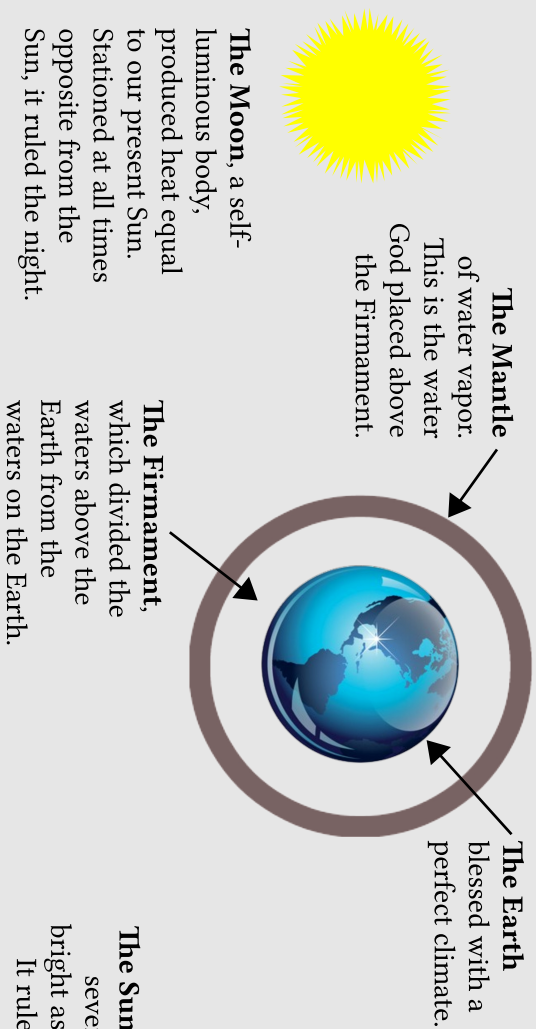 The Moon, a self-
luminous body,
produced heat equal
to our present Sun.
Stationed at all times
opposite from the
Sun, it ruled the night.
The Mantle
of water vapor.
This is the water
God placed above
the Firmament.
The Firmament,
which divided the
waters above the
Earth from the
waters on the Earth.
The Earth
blessed with a
perfect climate.
The Sun
seve
bright as
It rule